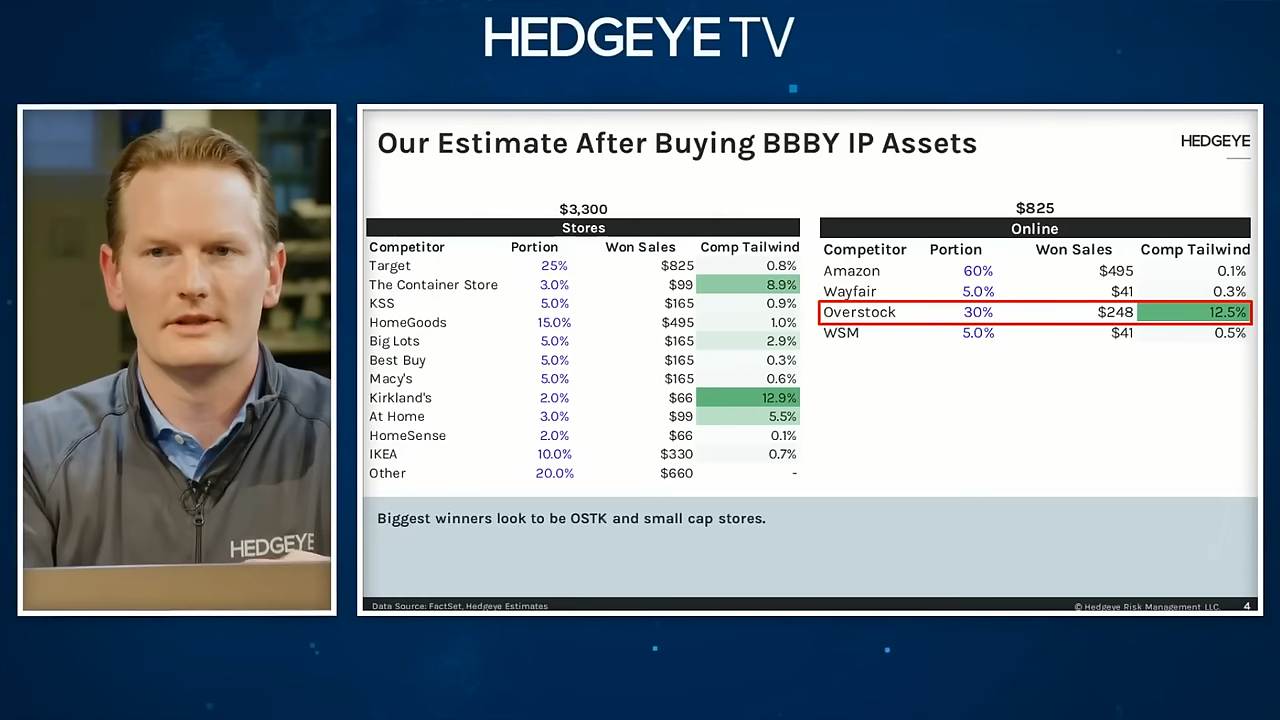 HEDGEYE TV
Our Estimate After Buying BBBY IP Assets
HEDGEYE
$3,300
Stores
Competitor Portion Won Sales Comp Tailwind
Target 25% $825 0.8%
The Container Store 3.0% $99 8.9%
KSS 5.0% $165 0.9%
HomeGoods 15.0% $495 1.0%
Big Lots 5.0% $165 2.9%
Best Buy 5.0% $165 0.3%
Macy's 5.0% $165 0.6%
Kirkland's 2.0% $66 12.9%
At Home 3.0% $99 5.5%
HomeSense 2.0% $66 0.1%
IKEA 10.0% $330 0.7%
Other 20.0% $660 -
$825
Online
Competitor Portion Won Sales Comp Tailwind
Amazon 60% $495 0.1%
Wayfair 5.0% $41 0.3%
Overstock 30% $248 12.5%
WSM 5.0% $41 0.5%
Biggest winners look to be OSTK and small cap stores.
Data Source: FactSet, Hedgeye Estimates
© Hedgeye Risk Management LLC.
4
HEDGEYE